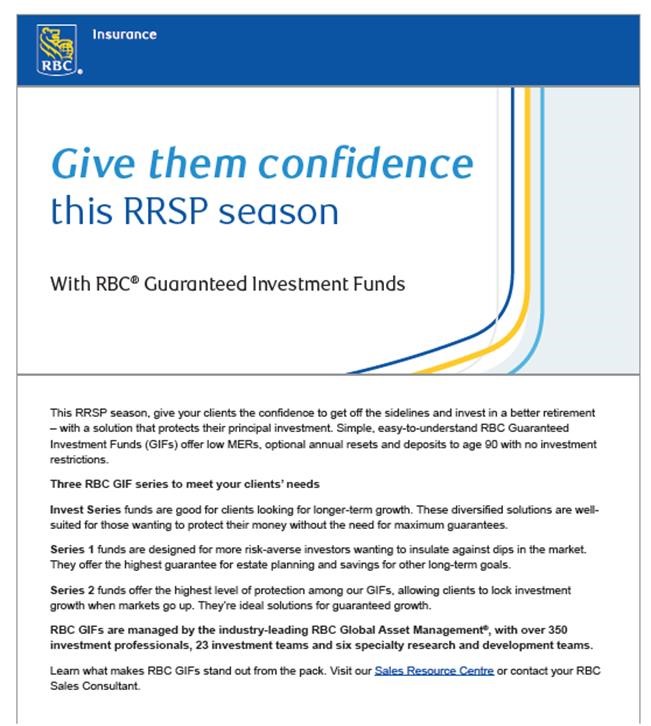 RBC®
Insurance
Give them confidence
this RRSP season
With RBC® Guaranteed Investment Funds
This RRSP season, give your clients the confidence to get off the sidelines and invest in a better retirement
– with a solution that protects their principal investment. Simple, easy-to-understand RBC Guaranteed
Investment Funds (GIFs) offer low MERs, optional annual resets and deposits to age 90 with no investment
restrictions.
Three RBC GIF series to meet your clients’ needs
Invest Series funds are good for clients looking for longer-term growth. These diversified solutions are well-
suited for those wanting to protect their money without the need for maximum guarantees.
Series 1 funds are designed for more risk-averse investors wanting to insulate against dips in the market.
They offer the highest guarantee for estate planning and savings for other long-term goals.
Series 2 funds offer the highest level of protection among our GIFs, allowing clients to lock investment
growth when markets go up. They’re ideal solutions for guaranteed growth.
RBC GIFs are managed by the industry-leading RBC Global Asset Management®, with over 350
investment professionals, 23 investment teams and six specialty research and development teams.
Learn what makes RBC GIFs stand out from the pack. Visit our Sales Resource Centre or contact your RBC
Sales Consultant.